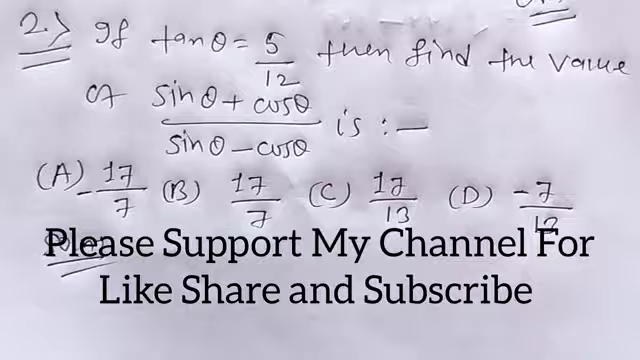 2.> If tanθ = 5/12 then find the value
of sinθ + cosθ / sinθ - cosθ is :-
(A) -17/7 (B) 17/7 (C) 17/13 (D) -7/13
Please Support My Channel For
Like Share and Subscribe